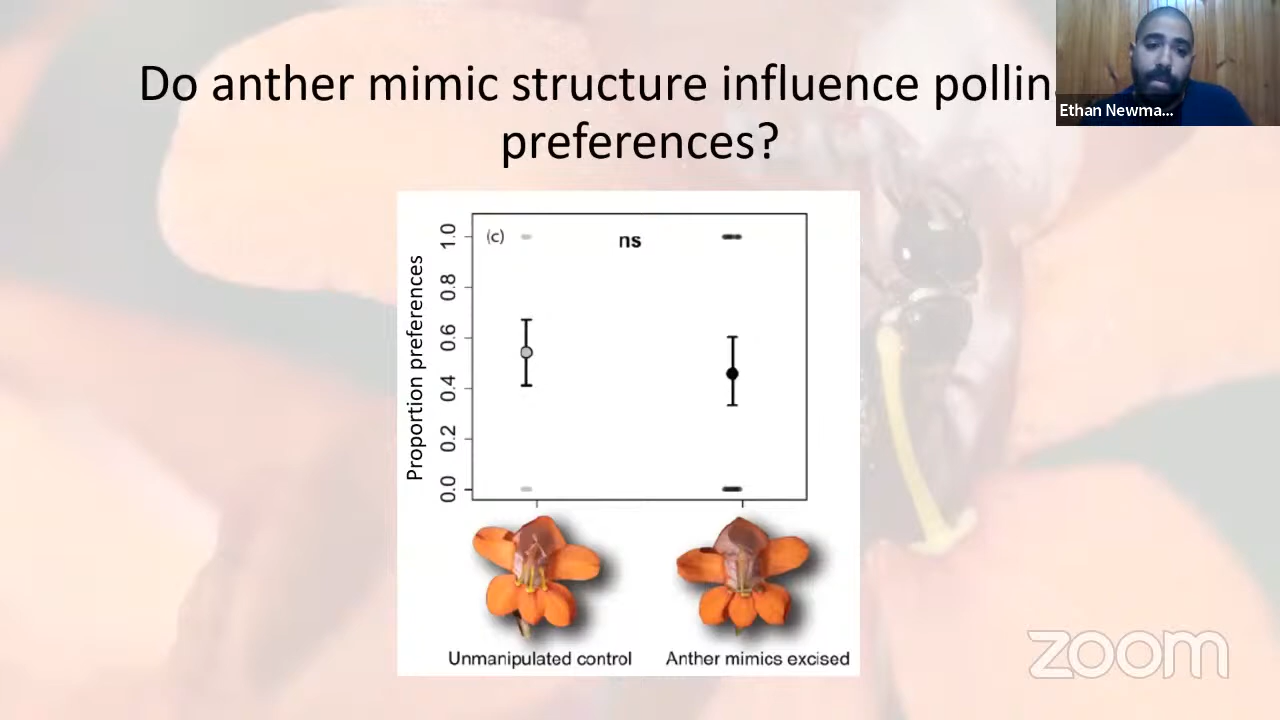 Do anther mimic structure influence pollin
preferences?
Ethan Newma...
(c)
ns
Proportion preferences
1.0
0.8
0.6
0.4
0.2
0.0
Unmanipulated control
Anther mimics excised
zoom